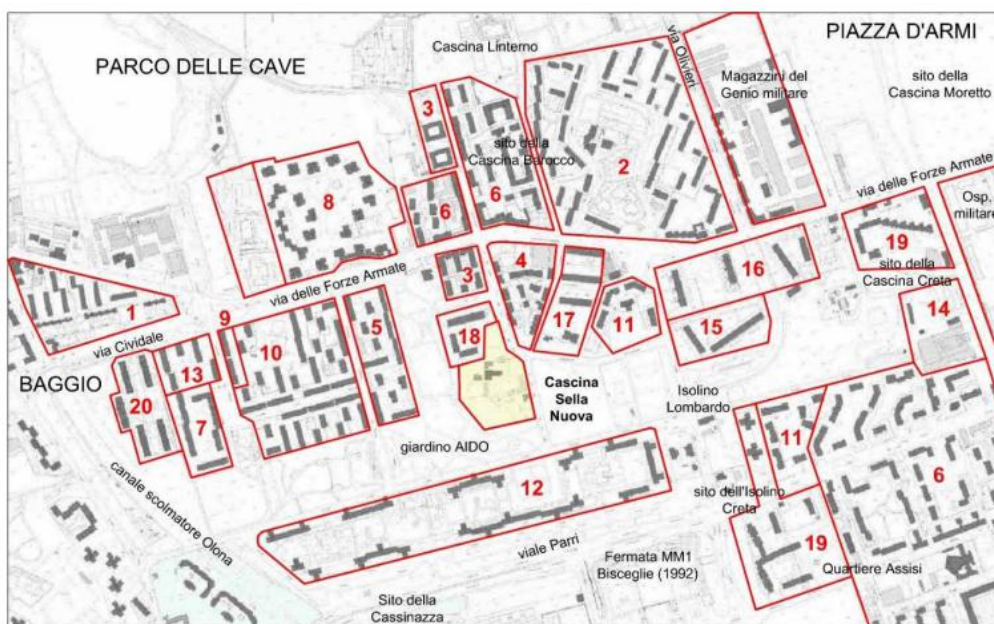 PIAZZA D'ARMI
Cascina Linterno
via Olivieri
PARCO DELLE CAVE
Magazzini del
Genio militare
sito della
Cascina Moretto
3
sito della
Cascina Barocco
2
via delle Forze Armate
8
6
6
Osp.
militare
19
sito della
Cascina Creta
3
4
16
via delle Forze Armate
1
9
5
18
17
11
15
14
via Cividale
10
13
BAGGIO
20
7
Cascina
Sella
Nuova
Isolino
Lombardo
giardino AIDO
11
6
canale scolmatore Olona
12
sito dell'Isolino
Creta
viale Parri
19
Fermata MM1
Bisceglie (1992)
Quartiere Assisi
Sito della
Cassinazza